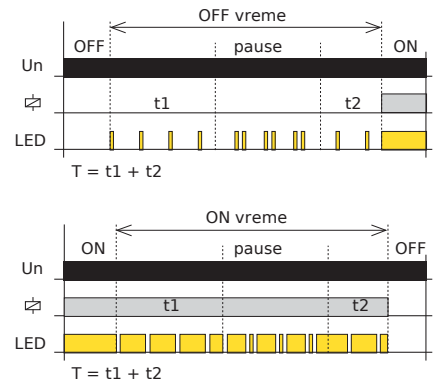 OFF vreme
OFF pause ON
Un
t1 t2
LED
T = t1 + t2
ON vreme
ON pause OFF
Un
t1 t2
LED
T = t1 + t2